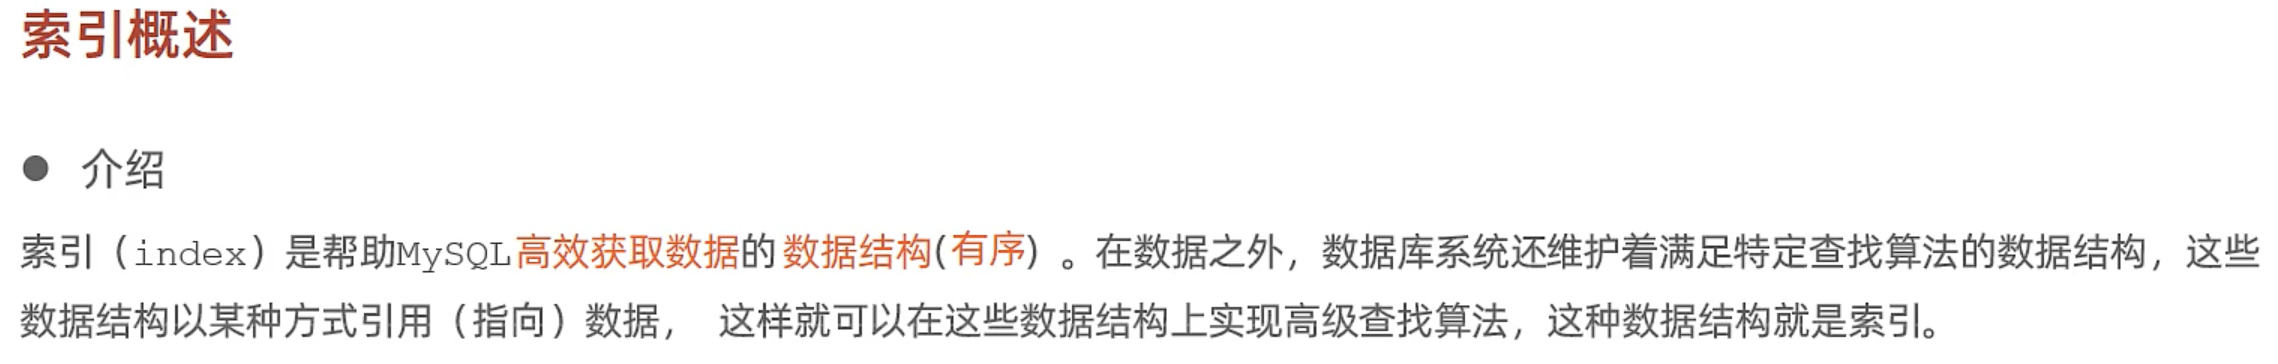 索引概述
● 介绍
索引（index）是帮助MySQL高效获取数据的数据结构(有序) 。在数据之外，数据库系统还维护着满足特定查找算法的数据结构，这些
数据结构以某种方式引用（指向）数据， 这样就可以在这些数据结构上实现高级查找算法，这种数据结构就是索引。